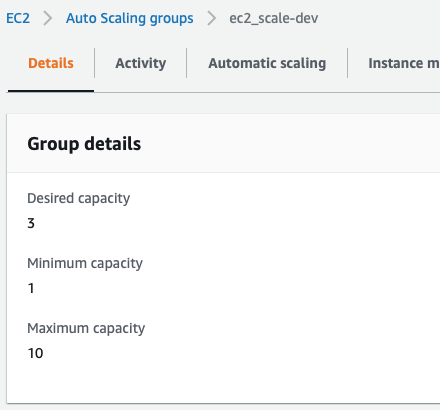 EC2 > Auto Scaling groups > ec2_scale-dev
Details Activity Automatic scaling Instance m
Group details
Desired capacity
3
Minimum capacity
1
Maximum capacity
10